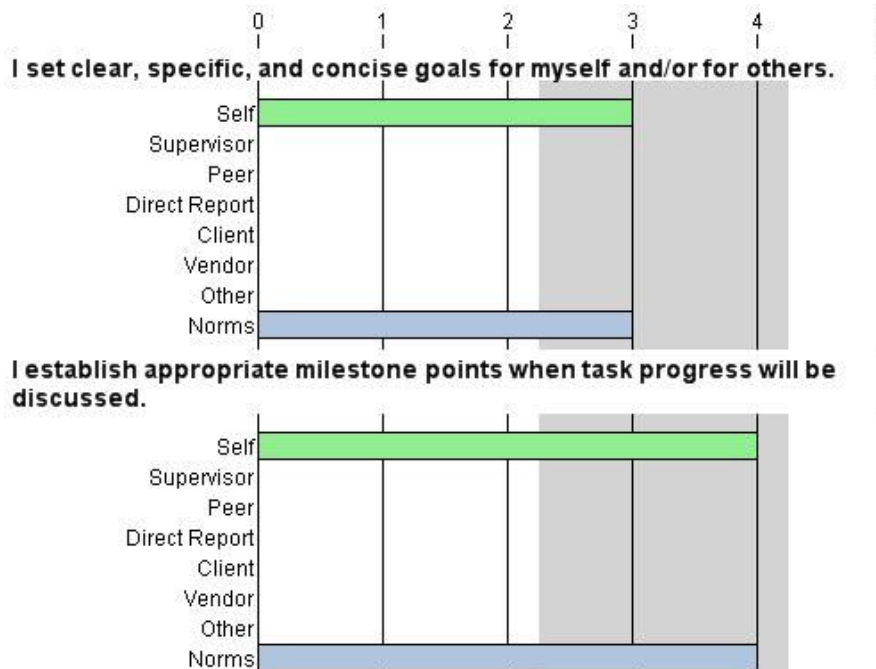 0 1 2 3 4
I set clear, specific, and concise goals for myself and/or for others.
Self
Supervisor
Peer
Direct Report
Client
Vendor
Other
Norms
I establish appropriate milestone points when task progress will be
discussed.
Self
Supervisor
Peer
Direct Report
Client
Vendor
Other
Norms